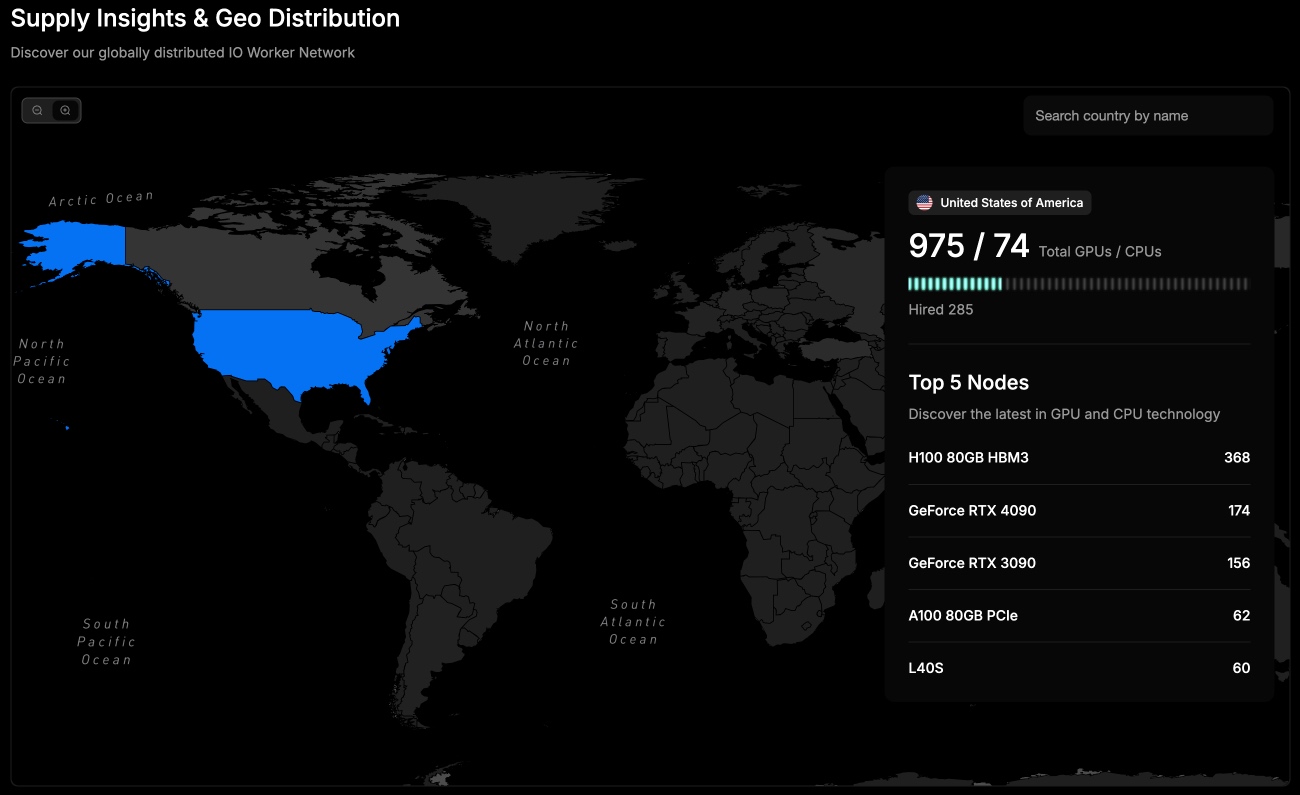 Supply Insights & Geo Distribution
Discover our globally distributed IO Worker Network
Search country by name
Arctic Ocean
North
Pacific
Ocean
North
Atlantic
Ocean
South
Pacific
Ocean
South
Atlantic
Ocean
United States of America
975 / 74 Total GPUs / CPUs
Hired 285
Top 5 Nodes
Discover the latest in GPU and CPU technology
H100 80GB HBM3 368
GeForce RTX 4090 174
GeForce RTX 3090 156
A100 80GB PCIe 62
L40S 60